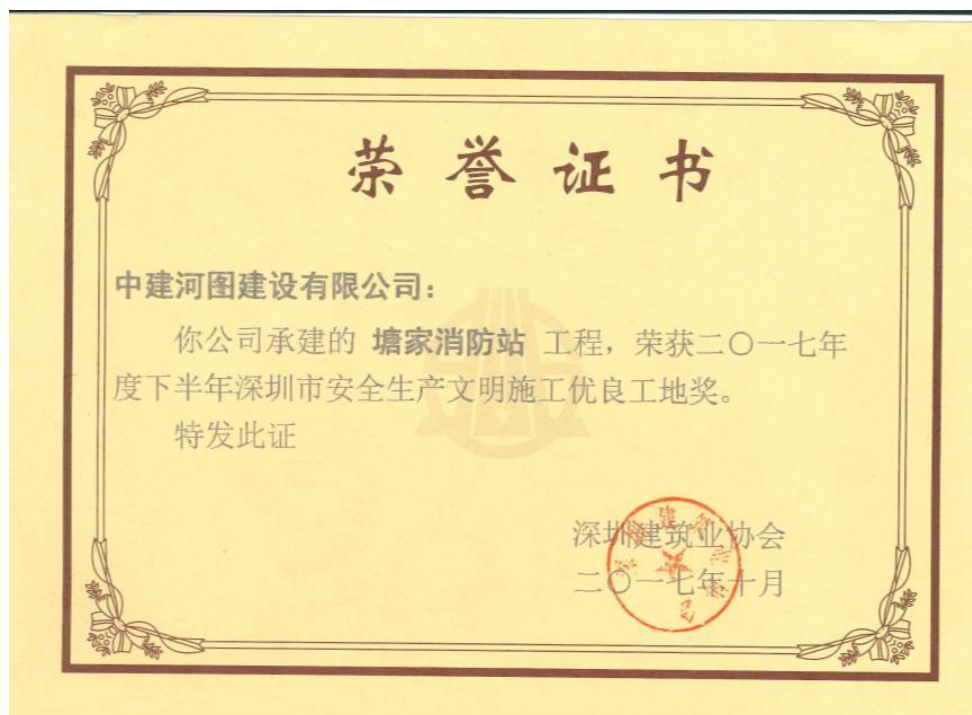 荣誉证书
中建河图建设有限公司：
你公司承建的 塘家消防站 工程，荣获二〇一七年
度下半年深圳市安全生产文明施工优良工地奖。
特发此证
深圳建筑业协会
二〇一七年十月